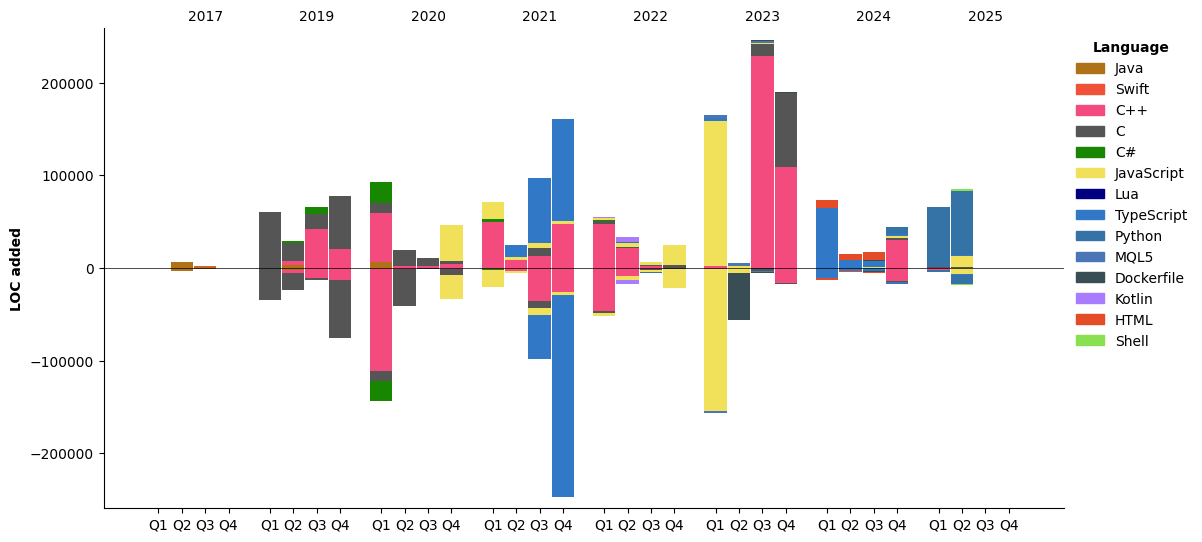 2017 2019 2020 2021 2022 2023 2024 2025
LOC added
200000
100000
0
−100000
−200000
Q1 Q2 Q3 Q4 Q1 Q2 Q3 Q4 Q1 Q2 Q3 Q4 Q1 Q2 Q3 Q4 Q1 Q2 Q3 Q4 Q1 Q2 Q3 Q4 Q1 Q2 Q3 Q4 Q1 Q2 Q3 Q4
Language
Java
Swift
C++
C
C#
JavaScript
Lua
TypeScript
Python
MQL5
Dockerfile
Kotlin
HTML
Shell